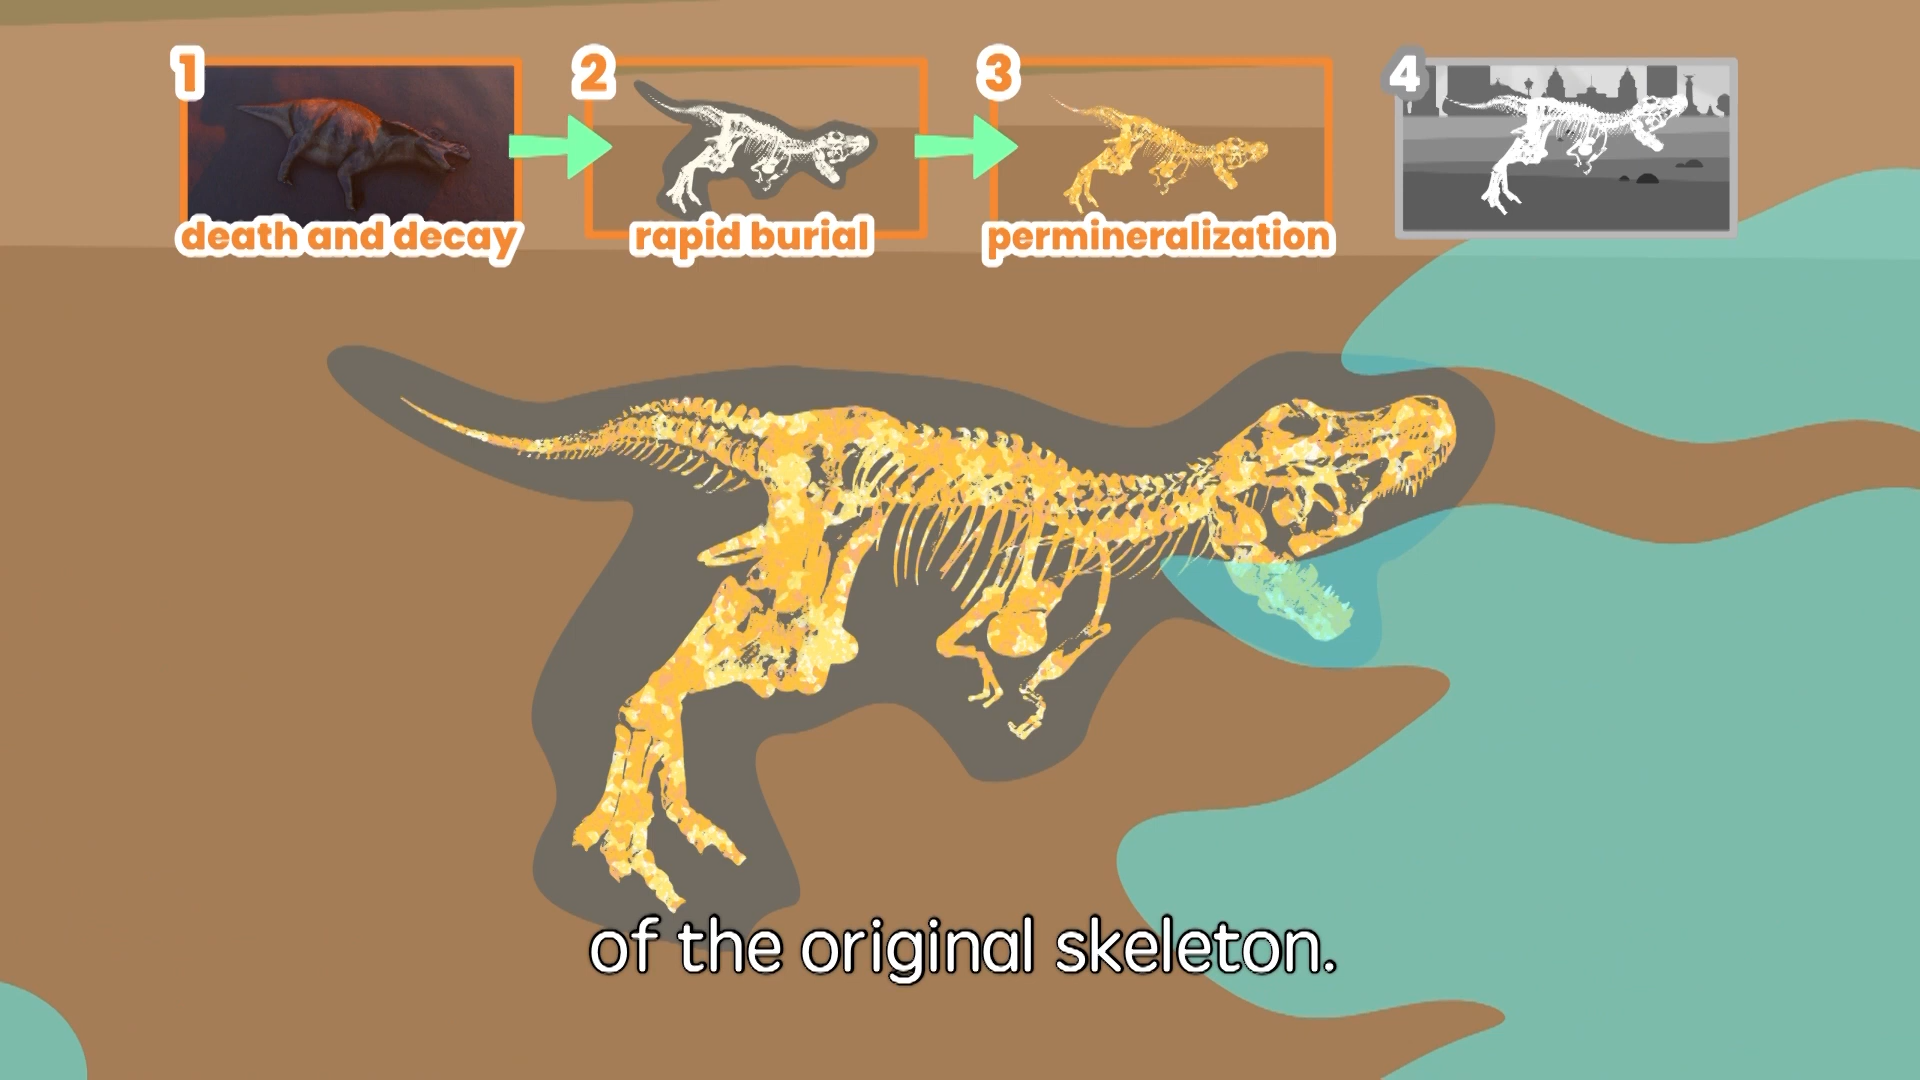 1
2
3
4
death and decay
rapid burial
permineralization
of the original skeleton.